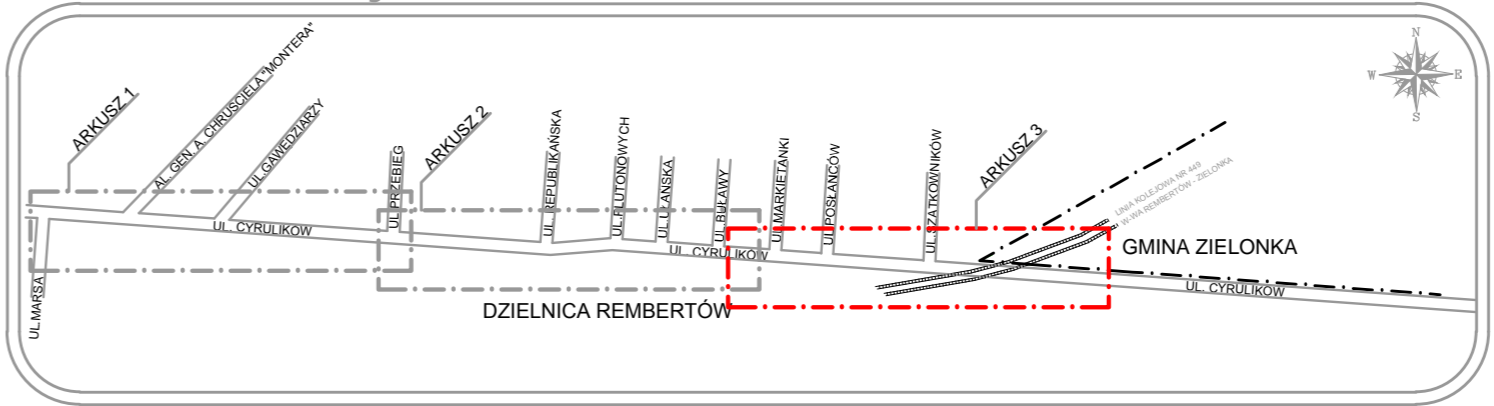 N
W E
S
ARKUSZ 1
AL. GEN. A. CHRUŚCIELA "MONTERA"
UL.GAWĘDZIARZY
UL. PRZEBIEG
ARKUSZ 2
UL. REPUBLIKAŃSKA
UL.PLUTONOWYCH
UL.UŁAŃSKA
UL.BUŁAWY
UL.MARKIETANKI
UL.POSŁAŃCÓW
UL.SZATKOWNIKÓW
ARKUSZ 3
LINIA KOLEJOWA NR 449
W-WA REMBERTÓW - ZIELONKA
UL. CYRULIKÓW
UL. CYRULIKÓW
GMINA ZIELONKA
UL. CYRULIKÓW
UL.MARSA
DZIELNICA REMBERTÓW